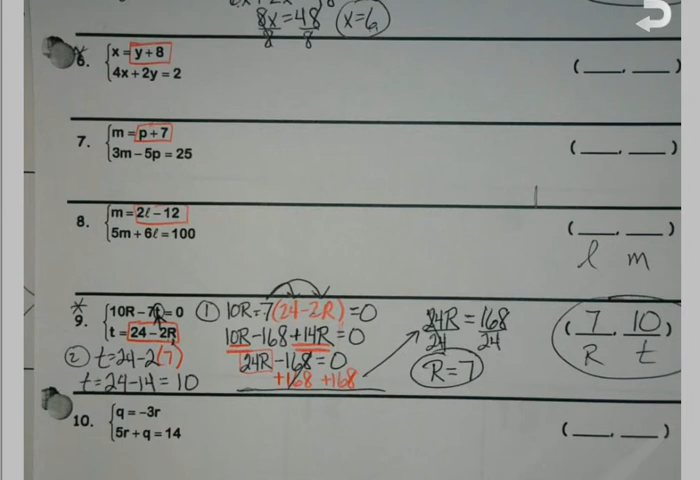 8x = 48
8 8
x = 6
* 6. { x = y + 8
4x + 2y = 2 (___, ___)
7. { m = p + 7
3m – 5p = 25 (___, ___)
8. { m = 2ℓ – 12
5m + 6ℓ = 100 (___, ___)
l m
* 9. { 10R – 7t = 0
t = 24 – 2R
① 10R - 7(24-2R) = 0
10R - 168 + 14R = 0
24R - 168 = 0
+168 +168
24R = 168
24 24
R = 7
② t = 24 - 2(7)
t = 24 - 14 = 10
(7, 10)
R t
10. { q = –3r
5r + q = 14 (___, ___)